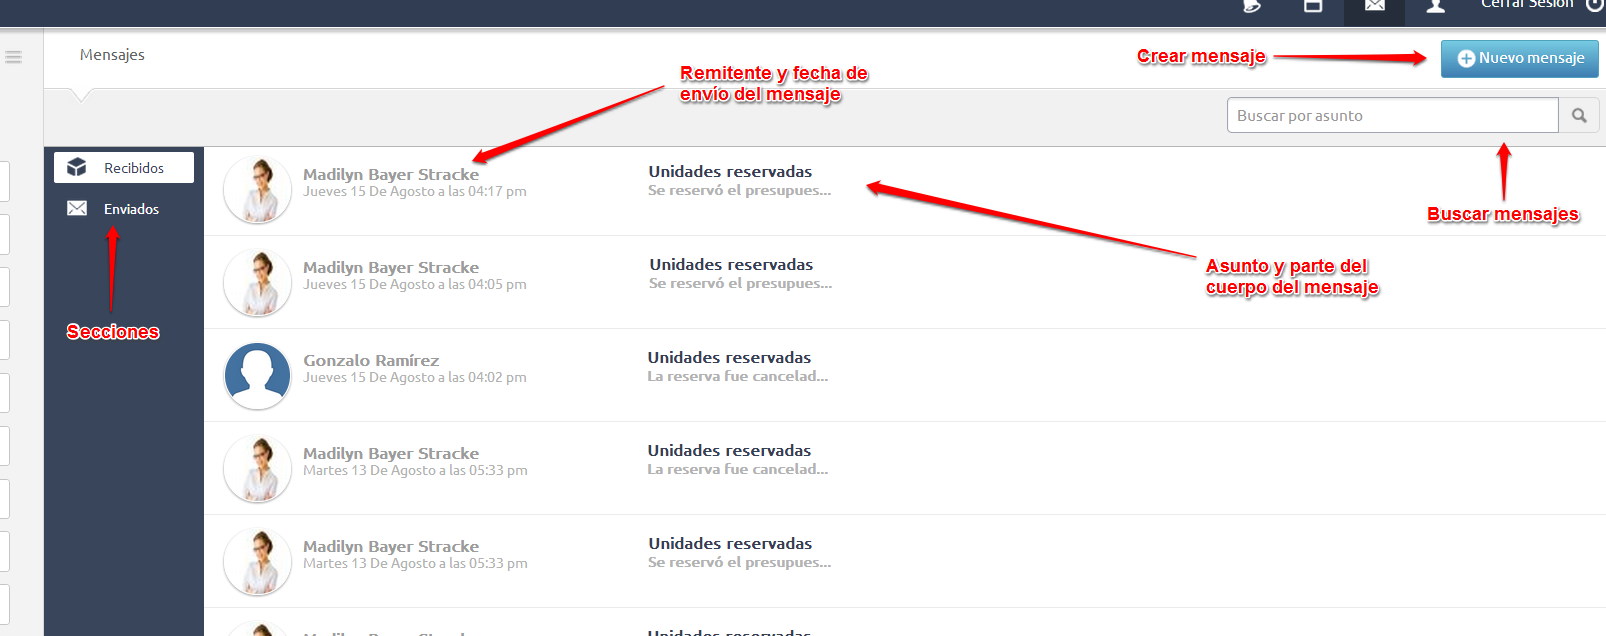 Cerrar Sesión
Mensajes
Crear mensaje
Nuevo mensaje
Remitente y fecha de
envío del mensaje
Buscar por asunto
Recibidos
Enviados
Secciones
Madilyn Bayer Stracke
Jueves 15 De Agosto a las 04:17 pm
Unidades reservadas
Se reservó el presupues...
Buscar mensajes
Asunto y parte del
cuerpo del mensaje
Madilyn Bayer Stracke
Jueves 15 De Agosto a las 04:05 pm
Unidades reservadas
Se reservó el presupues...
Gonzalo Ramírez
Jueves 15 De Agosto a las 04:02 pm
Unidades reservadas
La reserva fue cancelad...
Madilyn Bayer Stracke
Martes 13 De Agosto a las 05:33 pm
Unidades reservadas
La reserva fue cancelad...
Madilyn Bayer Stracke
Martes 13 De Agosto a las 05:33 pm
Unidades reservadas
Se reservó el presupues...
Madilyn Bayer Stracke
Unidades reservadas